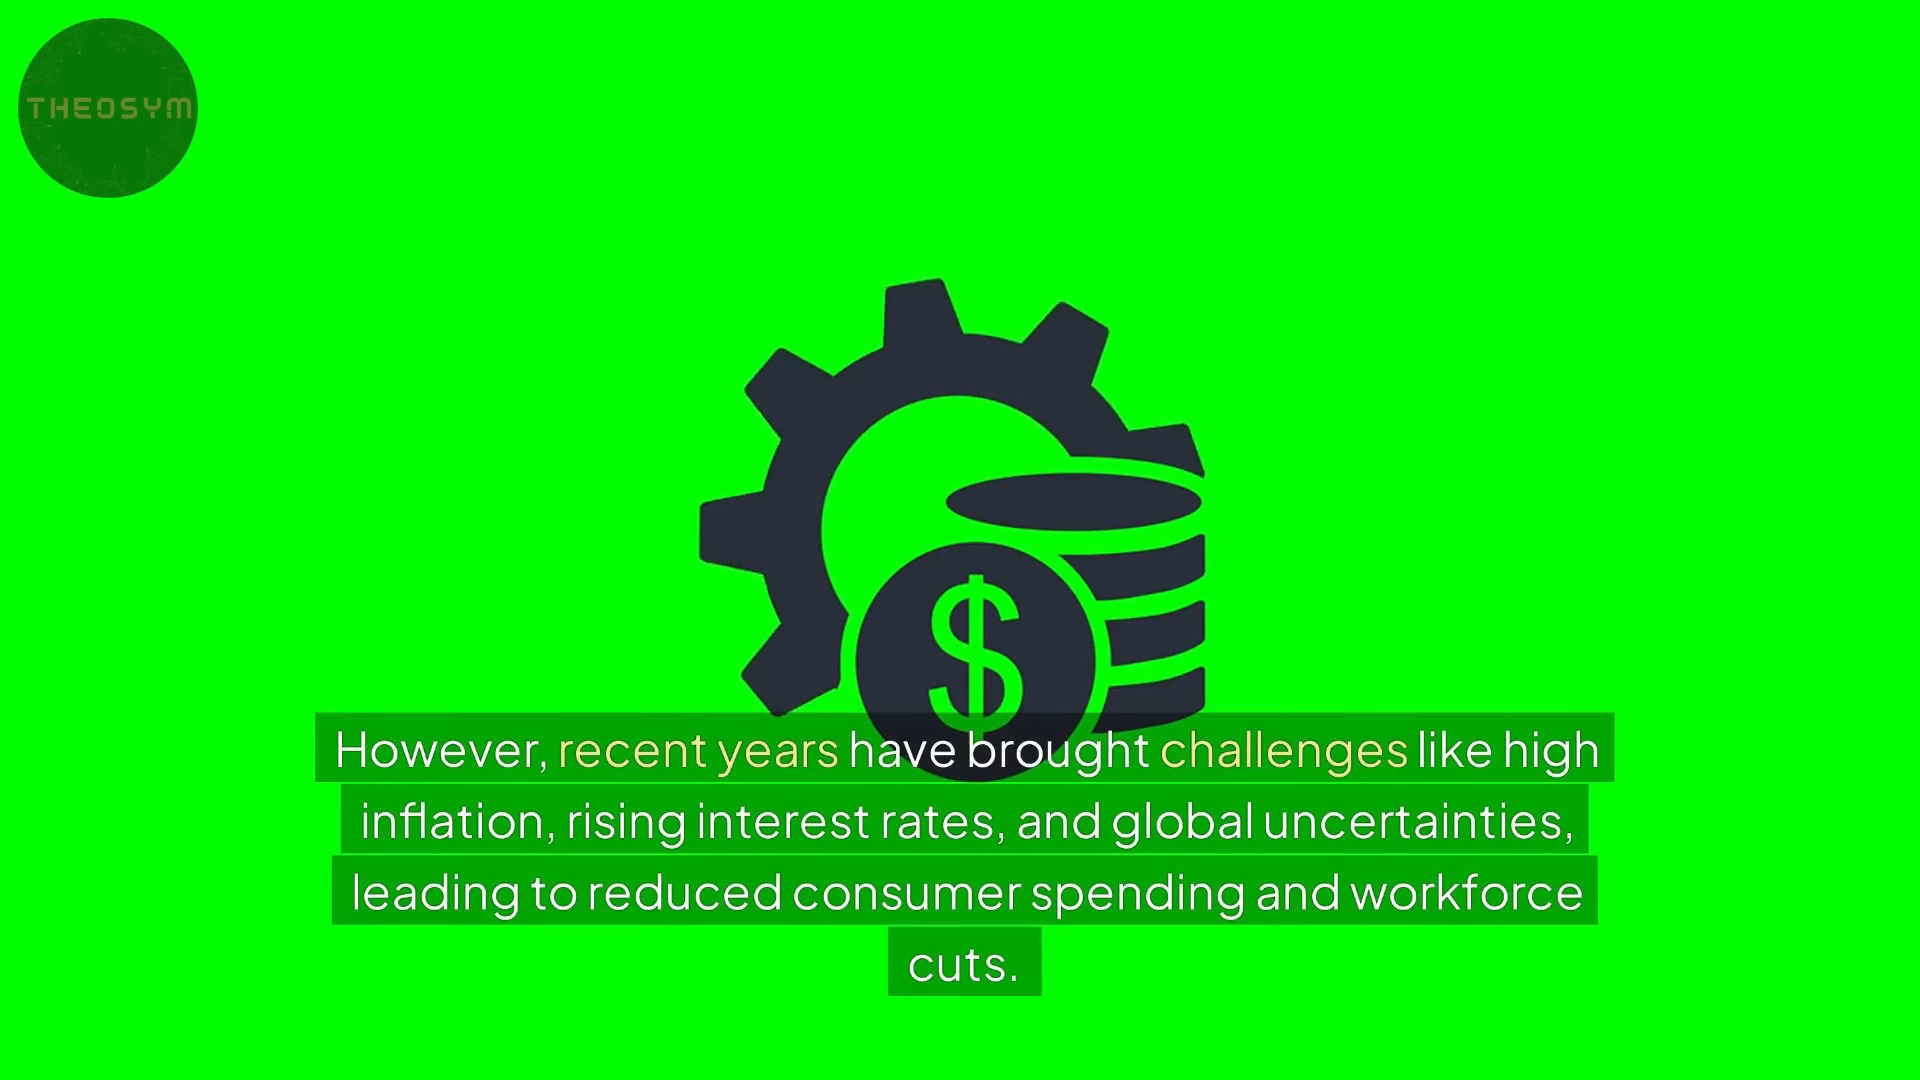 THEOSYM
$
However, recent years have brought challenges like high
inflation, rising interest rates, and global uncertainties,
leading to reduced consumer spending and workforce
cuts.